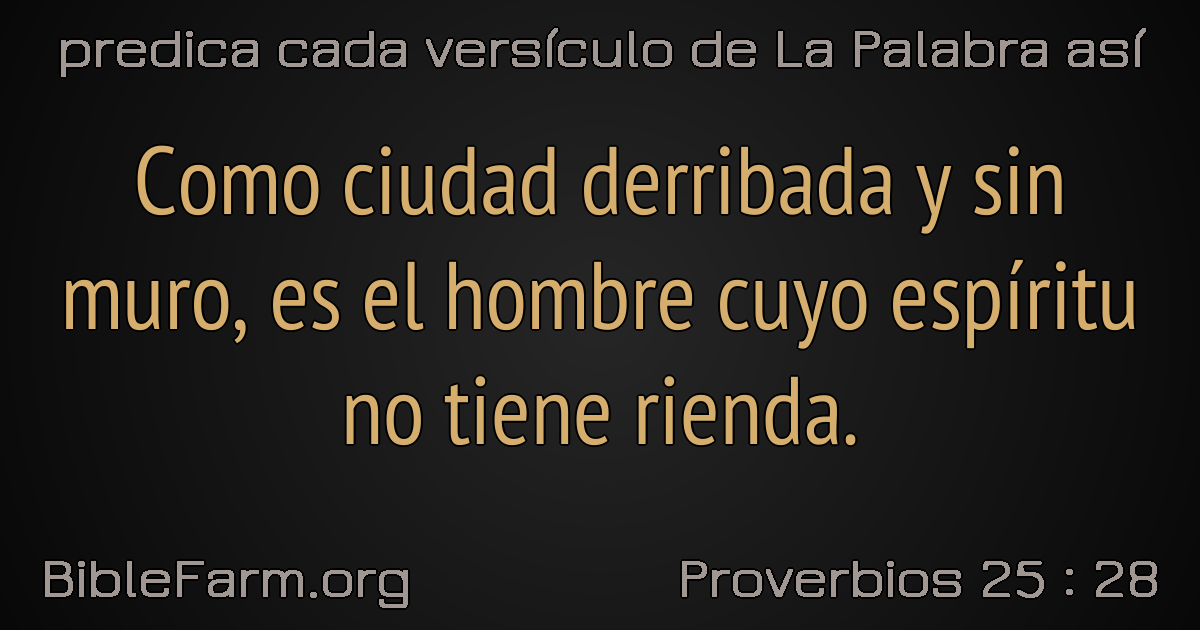 predica cada versículo de La Palabra así
Como ciudad derribada y sin
muro, es el hombre cuyo espíritu
no tiene rienda.
BibleFarm.org
Proverbios 25 : 28